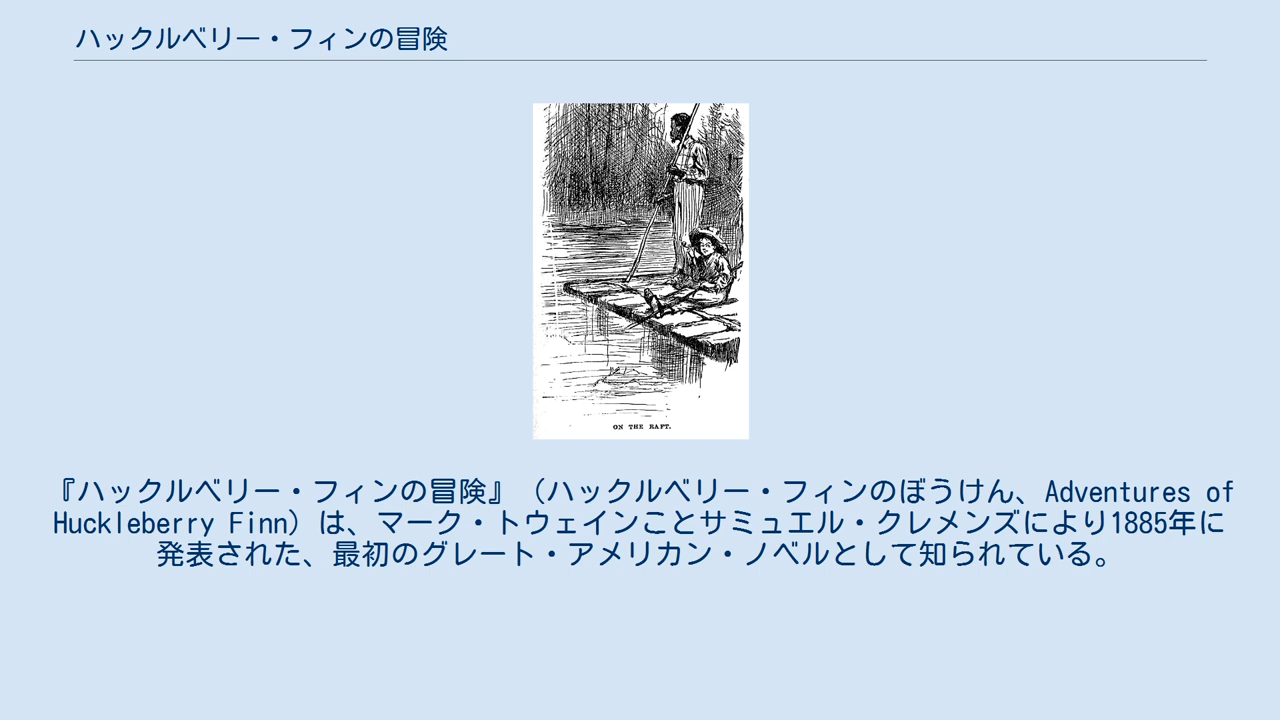 ハックルベリー・フィンの冒険
ON THE RAFT.
『ハックルベリー・フィンの冒険』（ハックルベリー・フィンのぼうけん、Adventures of
Huckleberry Finn）は、マーク・トウェインことサミュエル・クレメンズにより1885年に
発表された、最初のグレート・アメリカン・ノベルとして知られている。